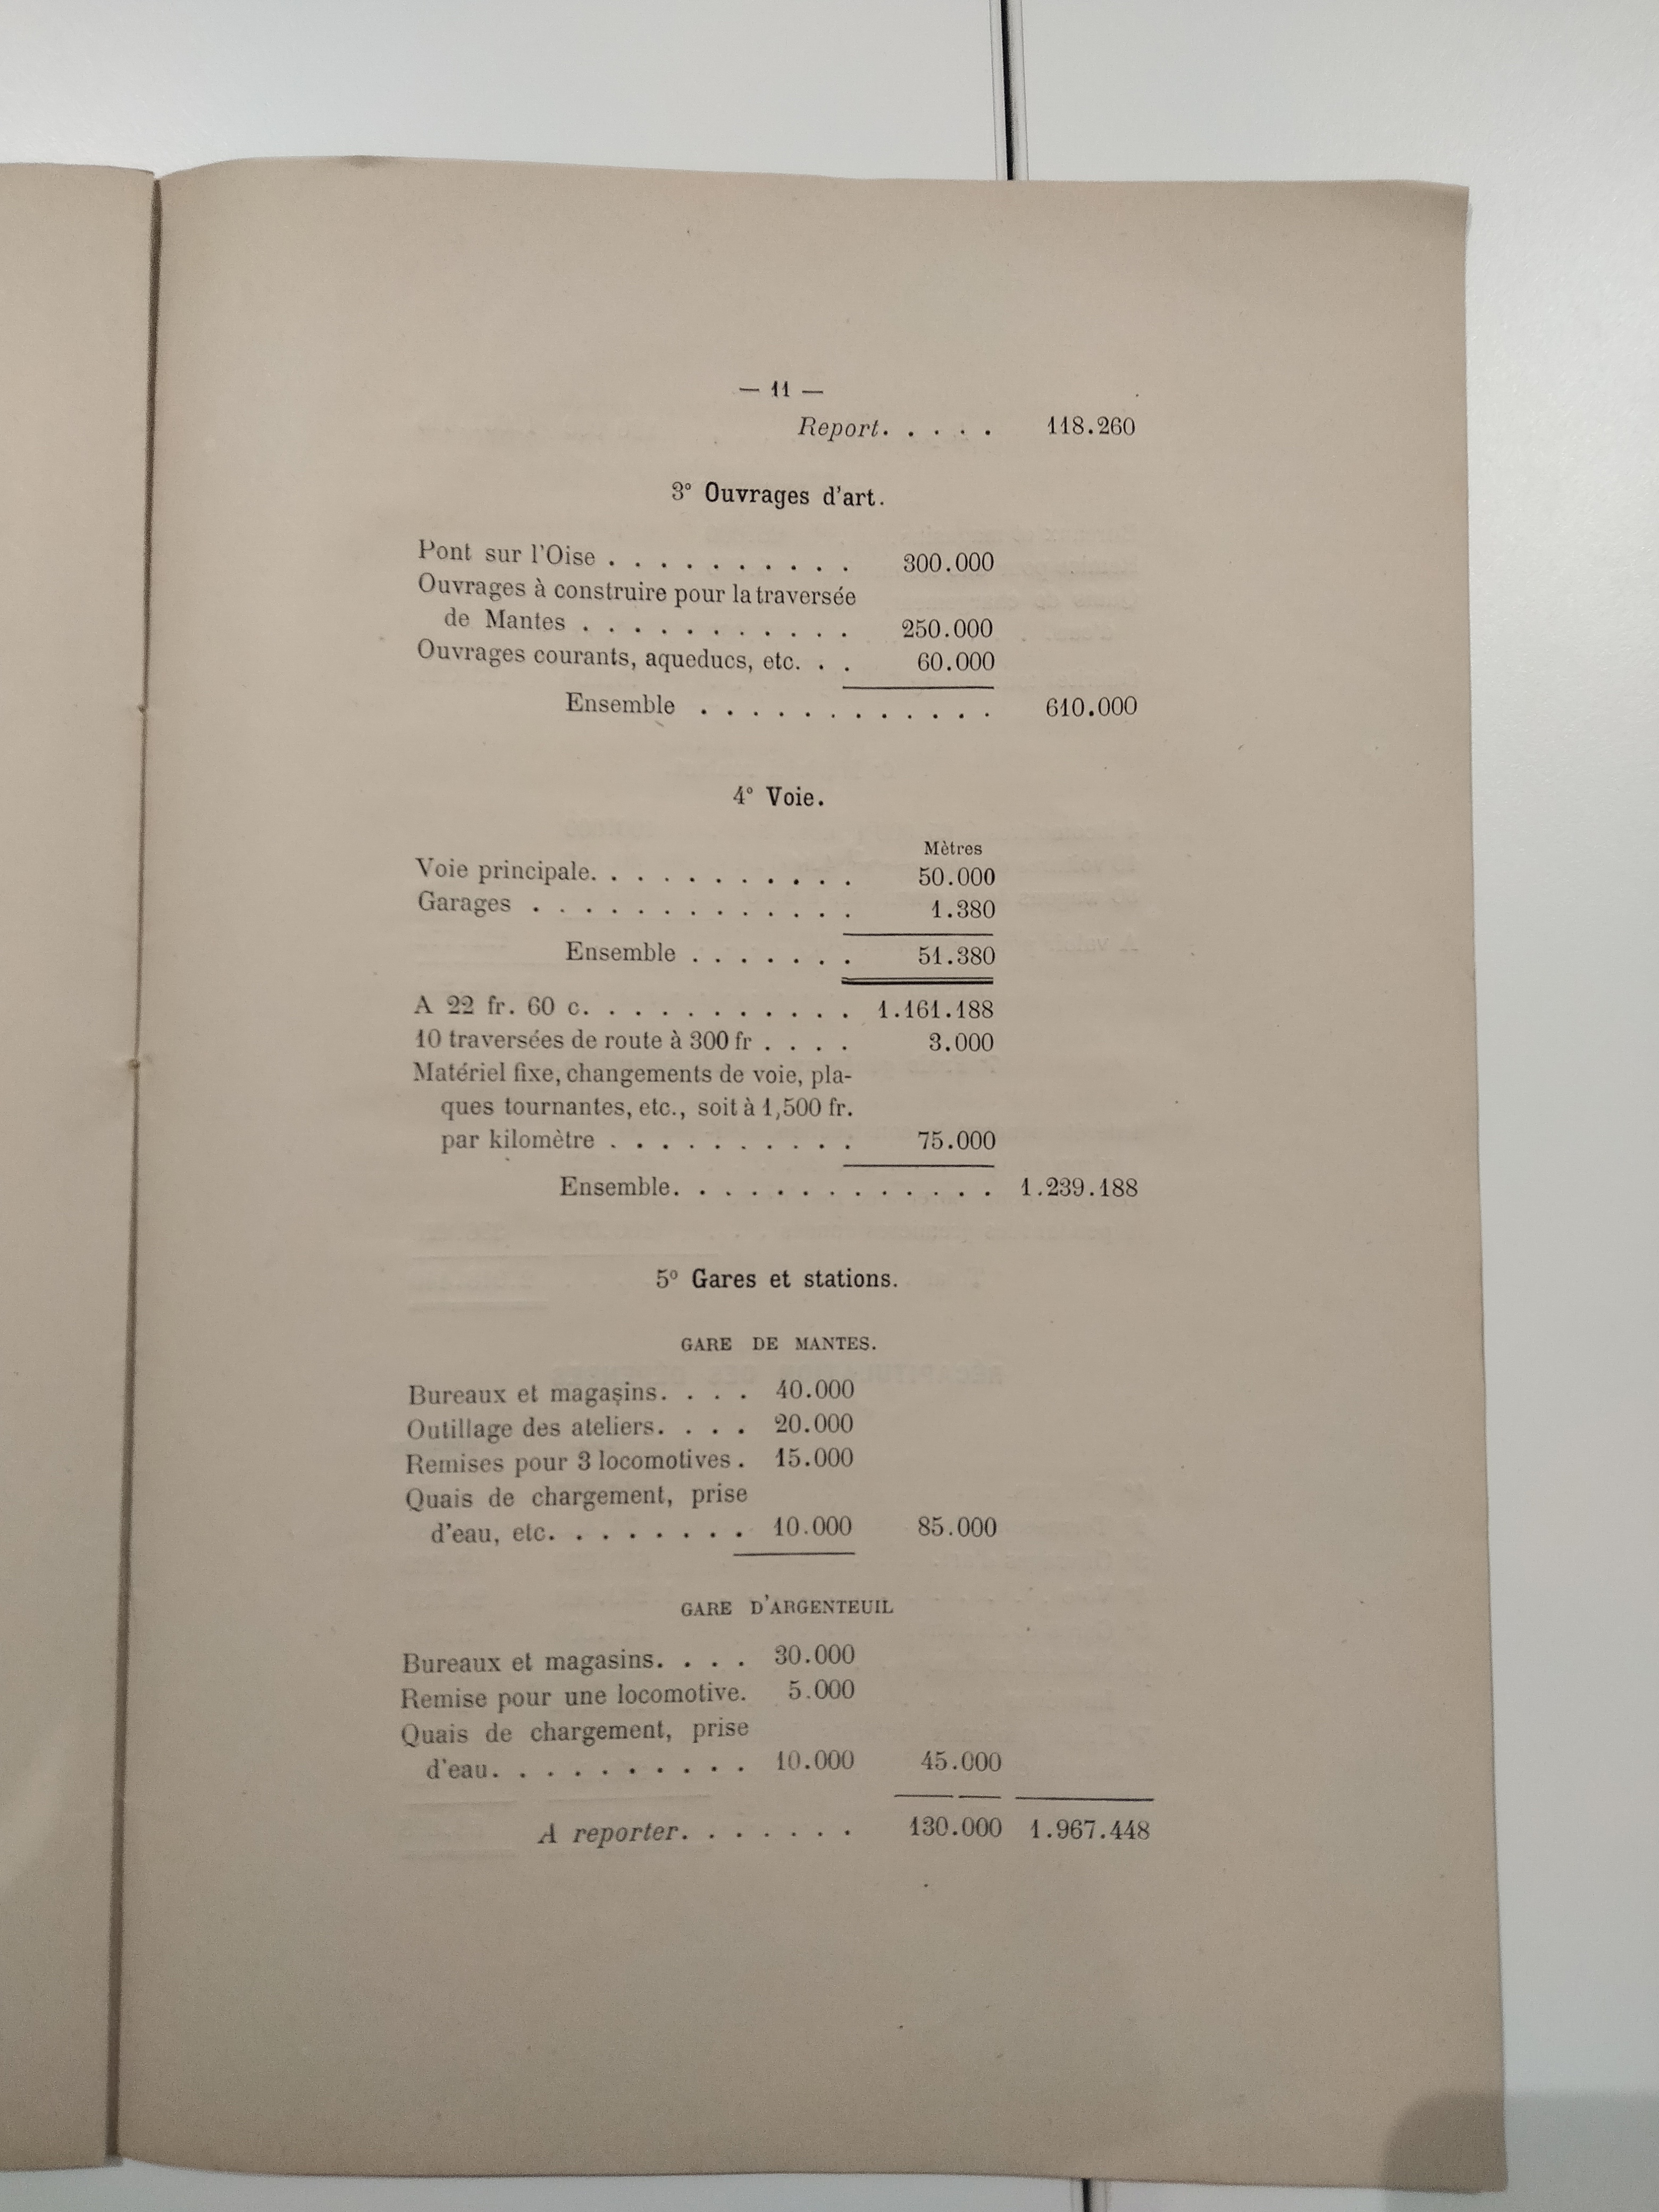 — 11 —
Report. . . . . 118.260
3° Ouvrages d'art.
Pont sur l'Oise . . . . . . . . . . 300.000
Ouvrages à construire pour la traversée
de Mantes . . . . . . . . . . . 250.000
Ouvrages courants, aqueducs, etc. . . 60.000
Ensemble . . . . . . . . . . . . 610.000
4° Voie.
Mètres
Voie principale. . . . . . . . . . . 50.000
Garages . . . . . . . . . . . . . 1.380
Ensemble . . . . . . . 51.380
A 22 fr. 60 c. . . . . . . . . . . 1.161.188
10 traversées de route à 300 fr . . . . 3.000
Matériel fixe, changements de voie, pla-
ques tournantes, etc., soit à 1,500 fr.
par kilomètre . . . . . . . . . . 75.000
Ensemble. . . . . . . . . . . . . 1.239.188
5° Gares et stations.
GARE DE MANTES.
Bureaux et magasins. . . . 40.000
Outillage des ateliers. . . . 20.000
Remises pour 3 locomotives . 15.000
Quais de chargement, prise
d'eau, etc. . . . . . . . 10.000 85.000
GARE D'ARGENTEUIL
Bureaux et magasins. . . . 30.000
Remise pour une locomotive. 5.000
Quais de chargement, prise
d'eau. . . . . . . . . . 10.000 45.000
A reporter. . . . . . . 130.000 1.967.448